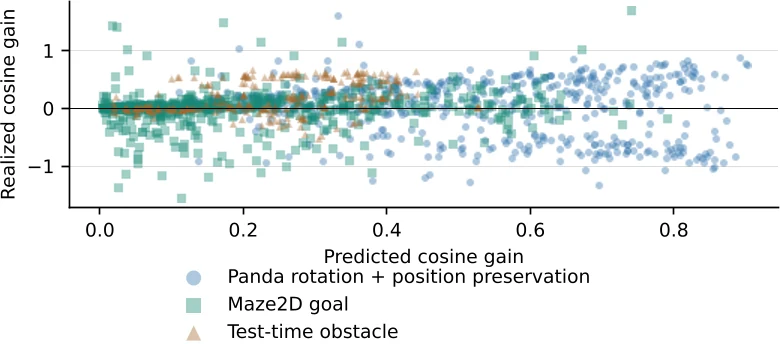 Realized cosine gain
1
0
−1
0.0 0.2 0.4 0.6 0.8
Predicted cosine gain
Panda rotation + position preservation
Maze2D goal
Test-time obstacle